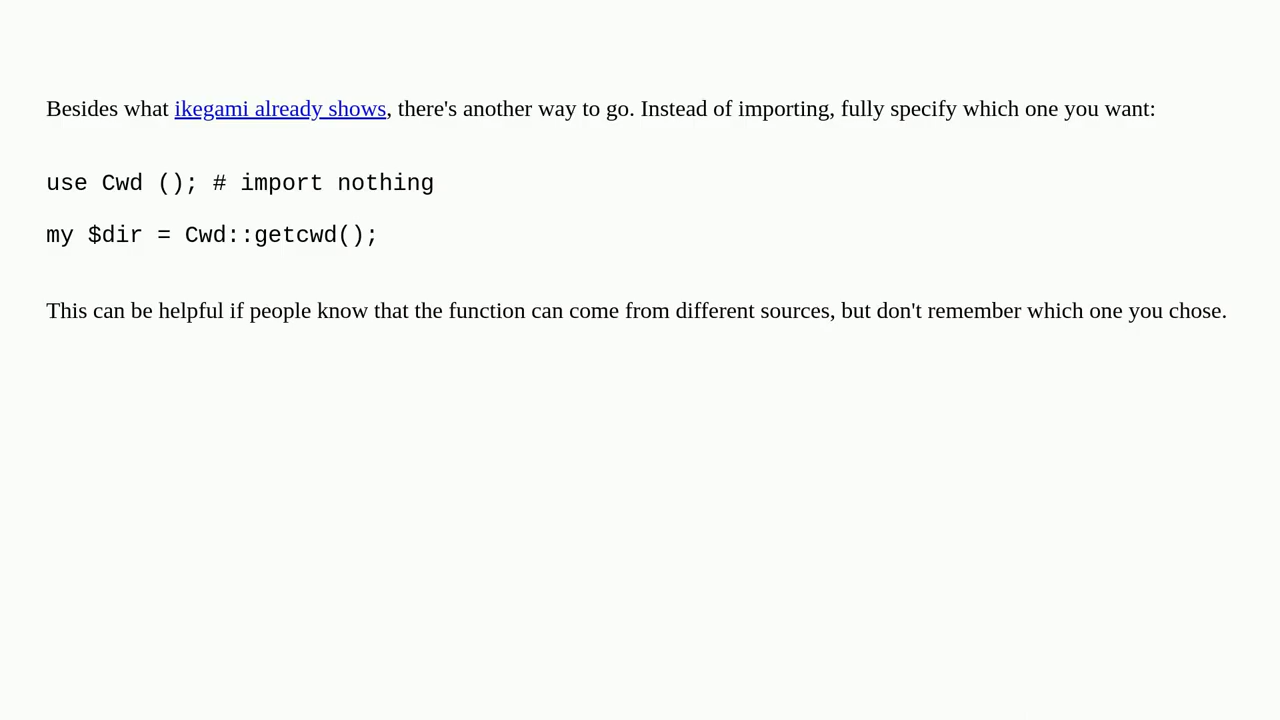 Besides what ikegami already shows, there's another way to go. Instead of importing, fully specify which one you want:
use Cwd (); # import nothing
my $dir = Cwd::getcwd();
This can be helpful if people know that the function can come from different sources, but don't remember which one you chose.